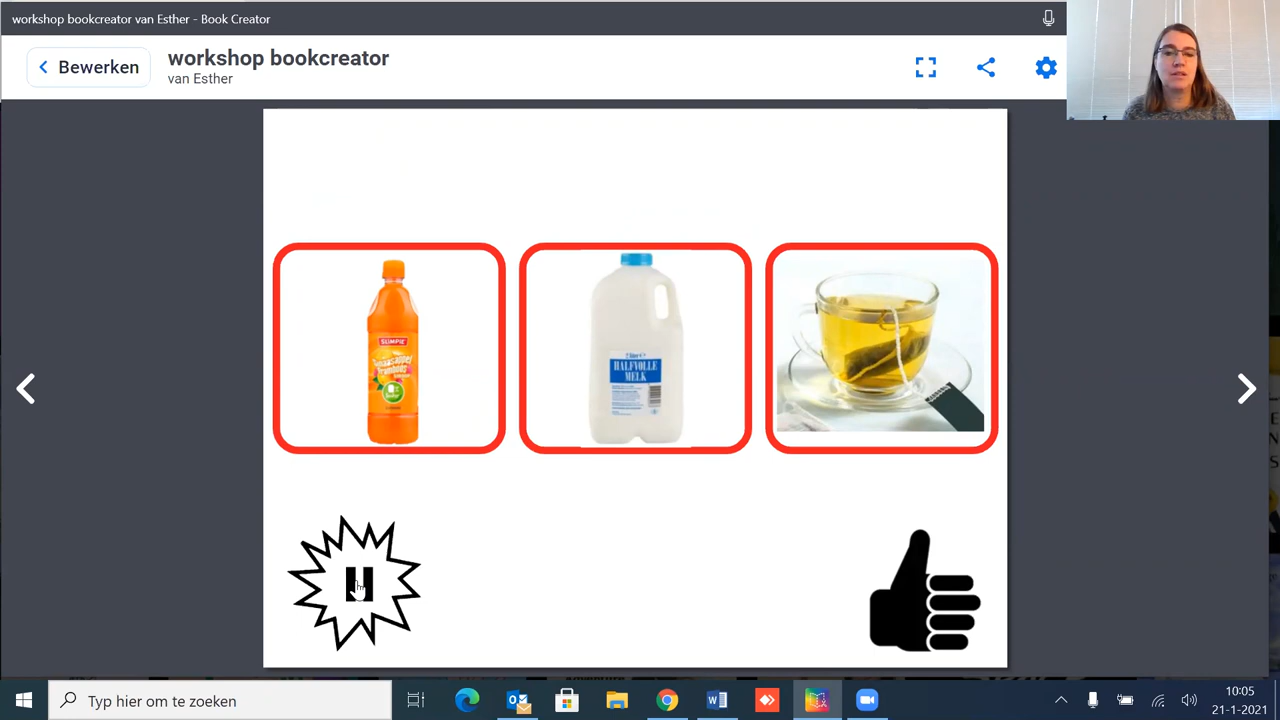 workshop bookcreator van Esther - Book Creator
Bewerken
workshop bookcreator
van Esther
SLIMPIE
HALFVOLLE
MELK
Typ hier om te zoeken
10:05
21-1-2021